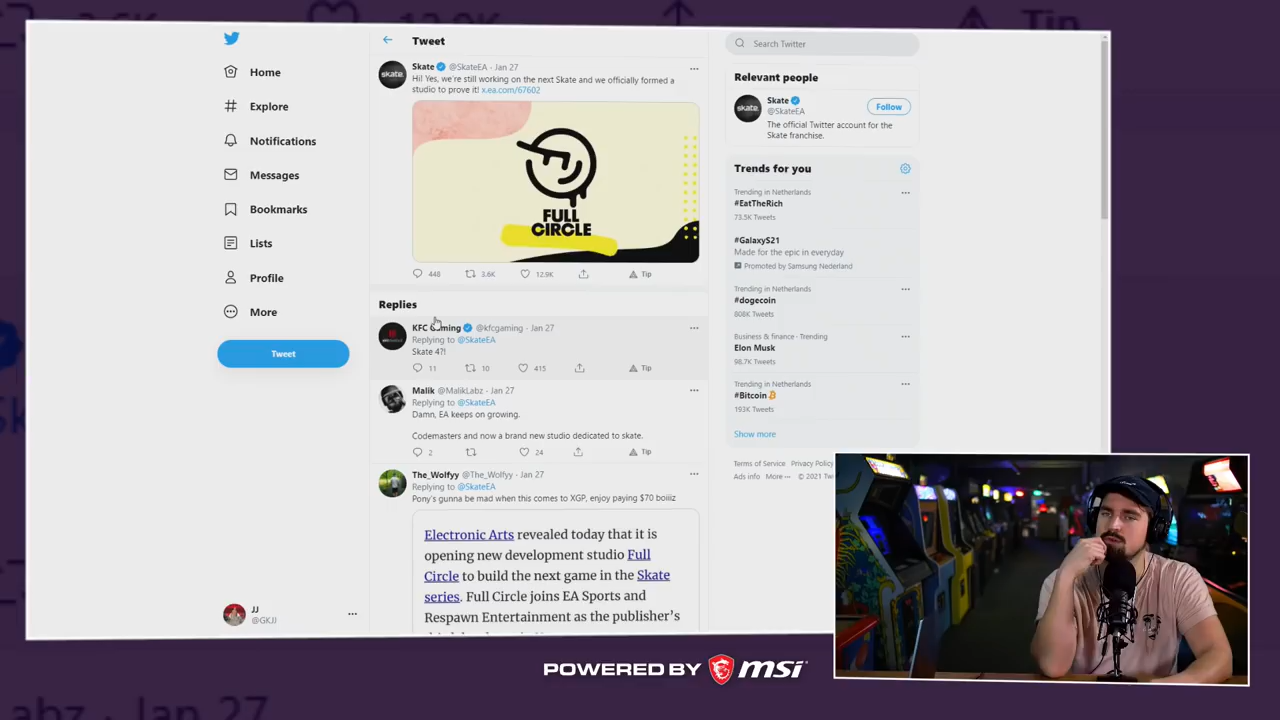 Tip
Tweet
Search Twitter
Skate @SkateEA · Jan 27
Hi! Yes, we're still working on the next Skate and we officially formed a
studio to prove it! x.ea.com/67602
skate.
FULL
CIRCLE
448 3.6K 12.9K Tip
Replies
KFC Gaming @kfcgaming · Jan 27
Replying to @SkateEA
Skate 4?!
11 10 415 Tip
Malik @MalikLabz · Jan 27
Replying to @SkateEA
Damn, EA keeps on growing.
Codemasters and now a brand new studio dedicated to skate.
2 24 Tip
The_Wolfyy @The_Wolfyy · Jan 27
Replying to @SkateEA
Pony's gunna be mad when this comes to XGP, enjoy paying $70 boiiiz
Electronic Arts revealed today that it is
opening new development studio Full
Circle to build the next game in the Skate
series. Full Circle joins EA Sports and
Respawn Entertainment as the publisher's
Home
Explore
Notifications
Messages
Bookmarks
Lists
Profile
More
Tweet
JJ
@GKJJ
Relevant people
skate.
Skate
@SkateEA
Follow
The official Twitter account for the
Skate franchise.
Trends for you
Trending in Netherlands
#EatTheRich
73.5K Tweets
#GalaxyS21
Made for the epic in everyday
Promoted by Samsung Nederland
Trending in Netherlands
#dogecoin
808K Tweets
Business & finance · Trending
Elon Musk
98.7K Tweets
Trending in Netherlands
#Bitcoin
193K Tweets
Show more
Terms of Service Privacy Policy
Ads info More ··· © 2021 Twi
POWERED BY msi
Jan 27